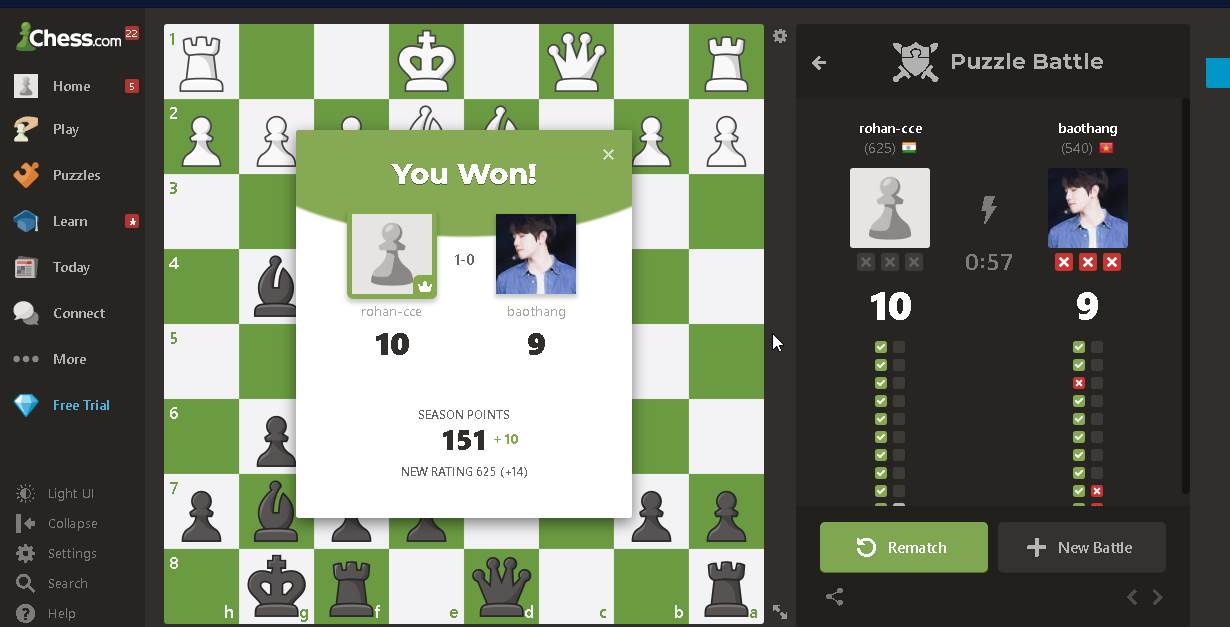 Chess.com 22
Home 5
Play
Puzzles
Learn
Today
Connect
More
Free Trial
Light UI
Collapse
Settings
Search
Help
1
2
3
4
5
6
7
8
h g f e d c b a
You Won!
1-0
rohan-cce baothang
10 9
SEASON POINTS
151 + 10
NEW RATING 625 (+14)
Puzzle Battle
rohan-cce baothang
(625) (540)
0:57
10 9
Rematch New Battle